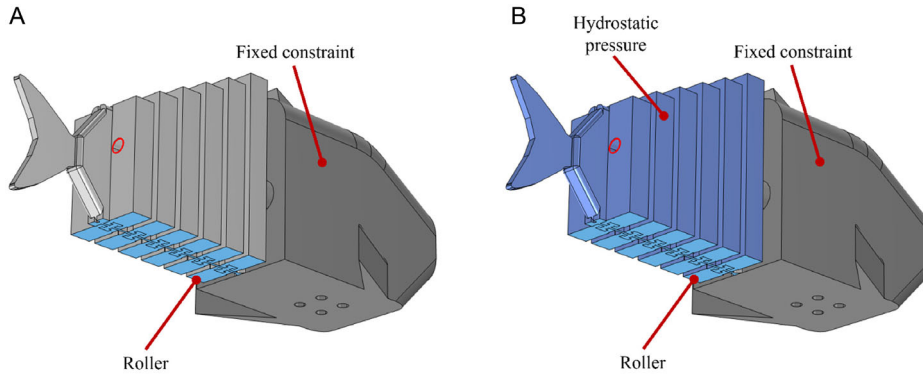 A
Fixed constraint
Roller
B
Hydrostatic
pressure
Fixed constraint
Roller